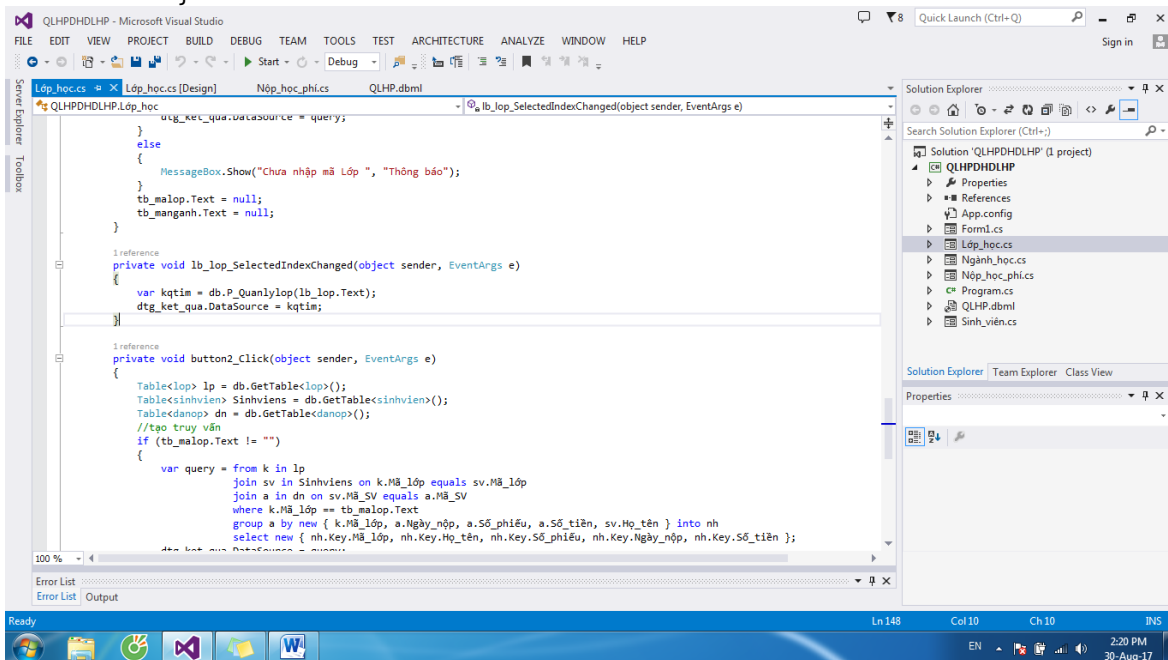 QLHPDHDLHP - Microsoft Visual Studio
8
Quick Launch (Ctrl+Q)
FILE EDIT VIEW PROJECT BUILD DEBUG TEAM TOOLS TEST ARCHITECTURE ANALYZE WINDOW HELP
Sign in
Start
Debug
Server Explorer
Toolbox
Lớp_học.cs
Lớp_học.cs [Design]
Nộp_học_phí.cs
QLHP.dbml
QLHPDHDLHP.Lớp_học
lb_lop_SelectedIndexChanged(object sender, EventArgs e)
dtg_ket_qua.DataSource = query;
}
else
{
MessageBox.Show("Chưa nhập mã Lớp ", "Thông báo");
}
tb_malop.Text = null;
tb_manganh.Text = null;
}
1 reference
private void lb_lop_SelectedIndexChanged(object sender, EventArgs e)
{
var kqtim = db.P_Quanlylop(lb_lop.Text);
dtg_ket_qua.DataSource = kqtim;
}
1 reference
private void button2_Click(object sender, EventArgs e)
{
Table<lop> lp = db.GetTable<lop>();
Table<sinhvien> Sinhviens = db.GetTable<sinhvien>();
Table<danop> dn = db.GetTable<danop>();
//tạo truy vấn
if (tb_malop.Text != "")
{
var query = from k in lp
join sv in Sinhviens on k.Mã_lớp equals sv.Mã_lớp
join a in dn on sv.Mã_SV equals a.Mã_SV
where k.Mã_lớp == tb_malop.Text
group a by new { k.Mã_lớp, a.Ngày_nộp, a.Số_phiếu, a.Số_tiền, sv.Họ_tên } into nh
select new { nh.Key.Mã_lớp, nh.Key.Họ_tên, nh.Key.Số_phiếu, nh.Key.Ngày_nộp, nh.Key.Số_tiền };
dtg_ket_qua.DataSource = query;
100 %
Error List
Error List Output
Solution Explorer
Search Solution Explorer (Ctrl+;)
Solution 'QLHPDHDLHP' (1 project)
QLHPDHDLHP
Properties
References
App.config
Form1.cs
Lớp_học.cs
Ngành_học.cs
Nộp_học_phí.cs
Program.cs
QLHP.dbml
Sinh_viên.cs
Solution Explorer Team Explorer Class View
Properties
Ready
Ln 148 Col 10 Ch 10 INS
EN
2:20 PM
30-Aug-17